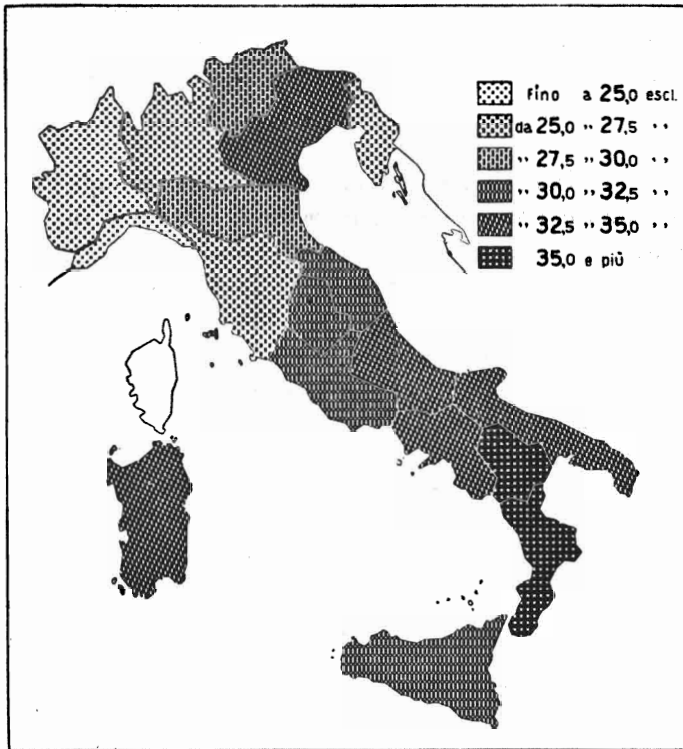 Fino a 25,0 escl.
da 25,0 ,, 27,5 ,,
,, 27,5 ,, 30,0 ,,
,, 30,0 ,, 32,5 ,,
,, 32,5 ,, 35,0 ,,
35,0 e più